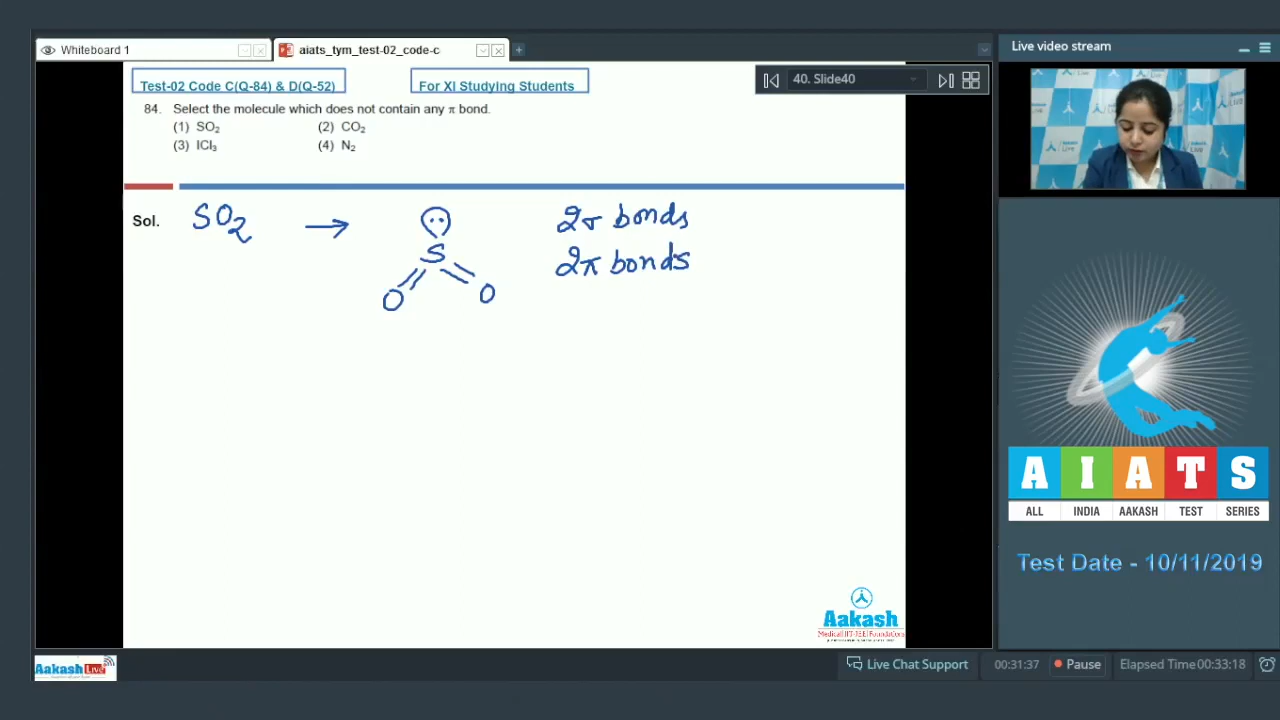 Whiteboard 1
aiats_tym_test-02_code-c
Live video stream
Test-02 Code C(Q-84) & D(Q-52)
For XI Studying Students
40. Slide40
84. Select the molecule which does not contain any π bond.
(1) SO₂ (2) CO₂
(3) ICl₃ (4) N₂
Sol. SO₂ → 2σ bonds
2π bonds
S
O O
AIATS
ALL INDIA AAKASH TEST SERIES
Test Date - 10/11/2019
Aakash
Medical|IIT-JEE|Foundations
Aakash Live
Live Chat Support
00:31:37
Pause
Elapsed Time 00:33:18